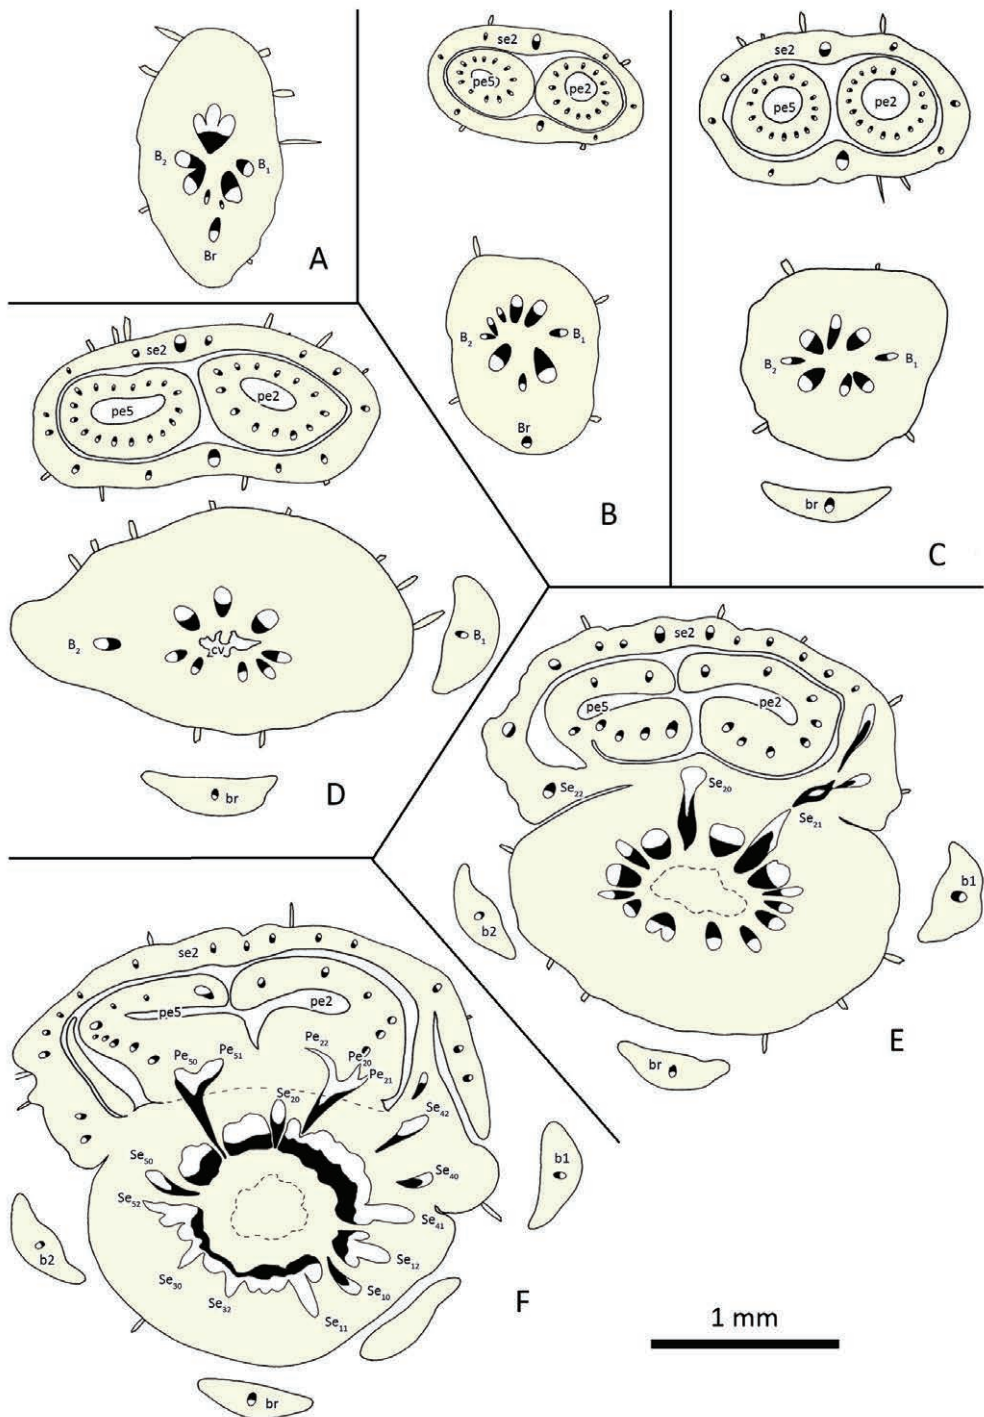 B₂
B₁
Br
A
se2
pe5
pe2
B₂
B₁
Br
B
se2
pe5
pe2
B₂
B₁
br
C
se2
pe5
pe2
B₂
cv
B₁
br
D
se2
pe5
pe2
Se₂₂
Se₂₀
Se₂₁
b2
b1
br
E
se2
pe5
pe2
Pe₅₀
Pe₅₁
Pe₂₂
Pe₂₀
Pe₂₁
Se₂₀
Se₄₂
Se₅₀
Se₄₀
Se₅₂
Se₄₁
b1
b2
Se₁₂
Se₃₀
Se₁₀
Se₃₂
Se₁₁
F
br
1 mm